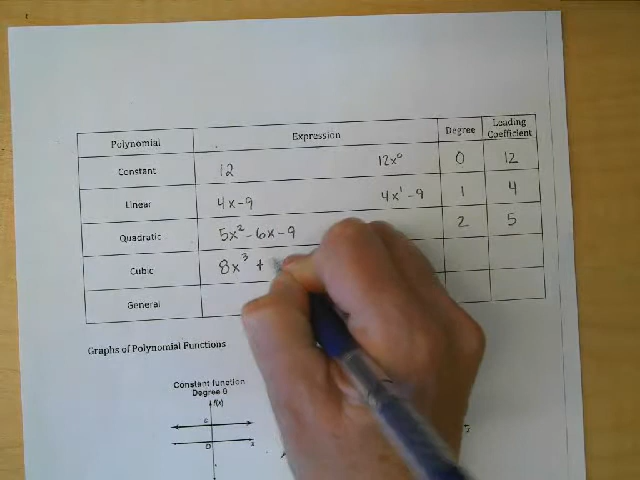 Polynomial Expression Degree Leading Coefficient
Constant 12 12x⁰ 0 12
Linear 4x-9 4x¹-9 1 4
Quadratic 5x²-6x-9 2 5
Cubic 8x³ +
General
Graphs of Polynomial Functions
Constant function
Degree 0
f(x)